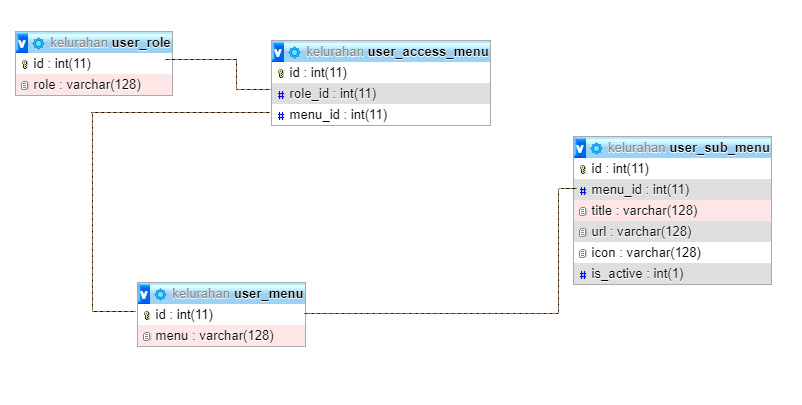 v kelurahan user_role
id : int(11)
role : varchar(128)
v kelurahan user_access_menu
id : int(11)
# role_id : int(11)
# menu_id : int(11)
v kelurahan user_sub_menu
id : int(11)
# menu_id : int(11)
title : varchar(128)
url : varchar(128)
icon : varchar(128)
# is_active : int(1)
v kelurahan user_menu
id : int(11)
menu : varchar(128)